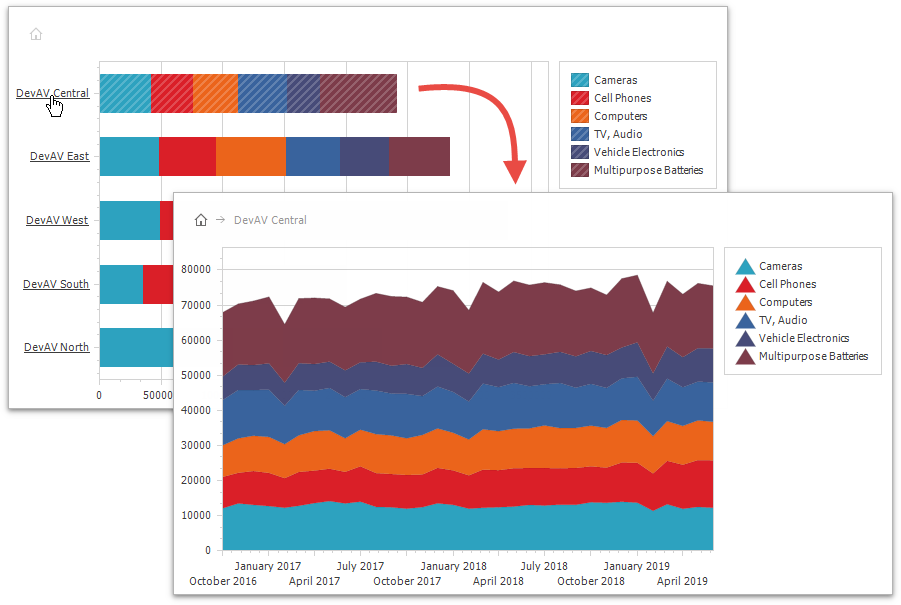 DevAV Central
DevAV East
DevAV West
DevAV South
DevAV North
0
50000
Cameras
Cell Phones
Computers
TV, Audio
Vehicle Electronics
Multipurpose Batteries
DevAV Central
80000
70000
60000
50000
40000
30000
20000
10000
0
January 2017
July 2017
January 2018
July 2018
January 2019
October 2016
April 2017
October 2017
April 2018
October 2018
April 2019
Cameras
Cell Phones
Computers
TV, Audio
Vehicle Electronics
Multipurpose Batteries